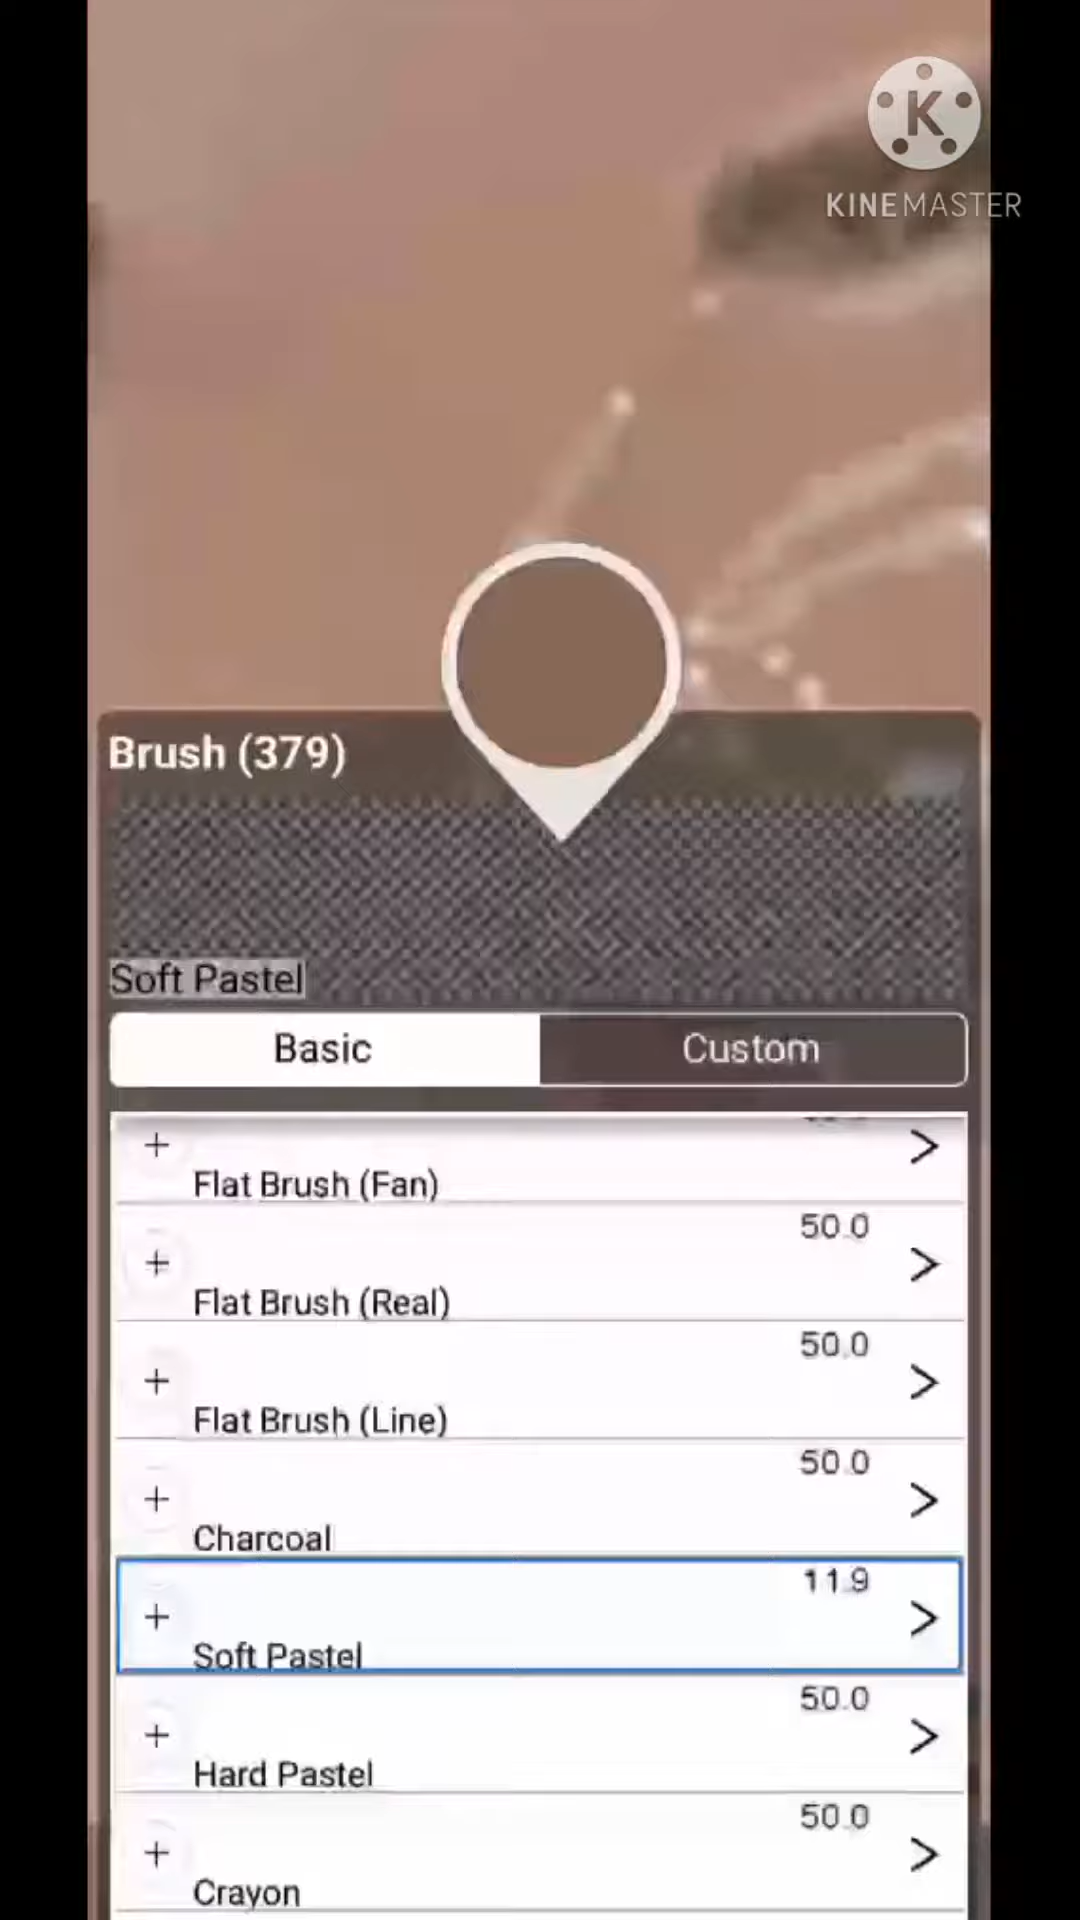 K
KINEMASTER
Brush (379)
Soft Pastel
Basic
Custom
Flat Brush (Fan)
50.0
Flat Brush (Real)
50.0
Flat Brush (Line)
50.0
Charcoal
11.9
Soft Pastel
50.0
Hard Pastel
50.0
Crayon